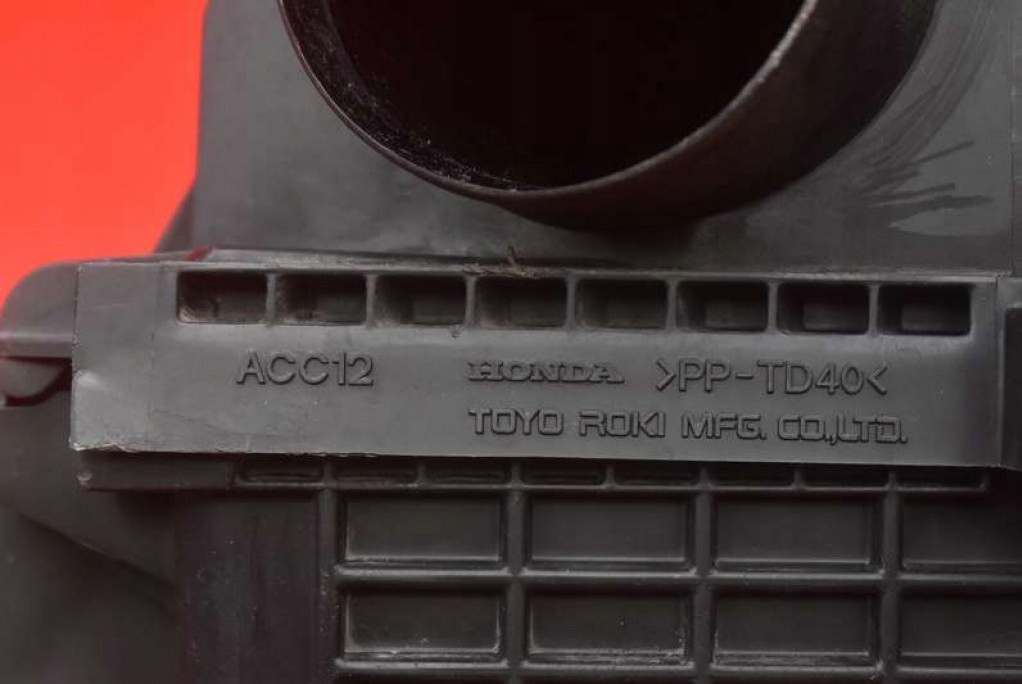 ACC12 HONDA >PP-TD40<
TOYO ROKI MFG. CO.,LTD.